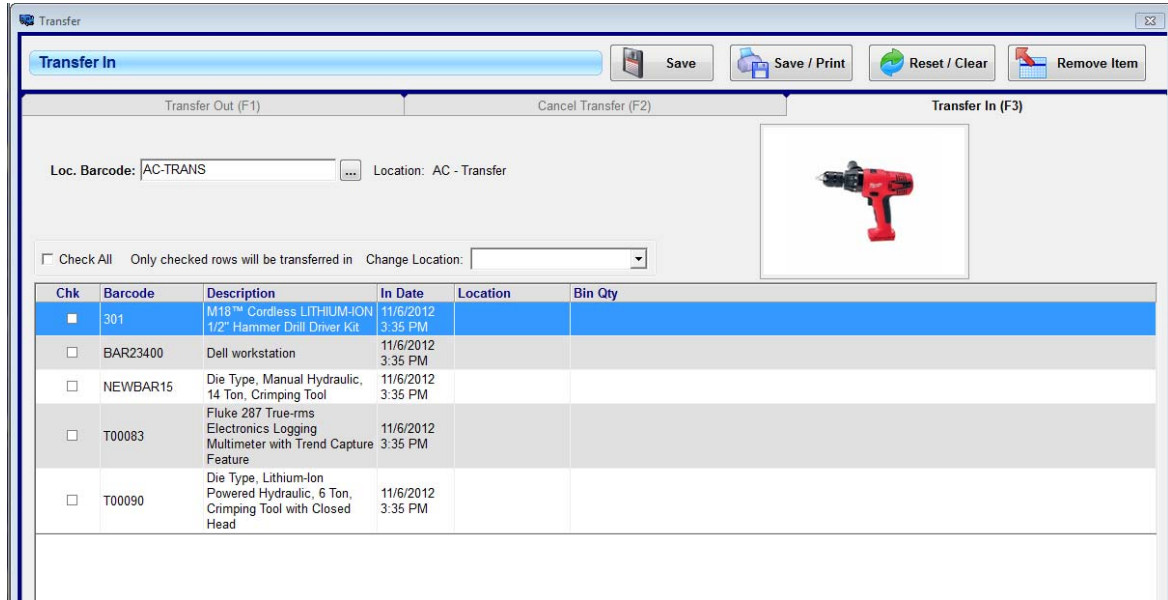 Transfer
Transfer In
Save
Save / Print
Reset / Clear
Remove Item
Transfer Out (F1)
Cancel Transfer (F2)
Transfer In (F3)
Loc. Barcode: AC-TRANS ... Location: AC - Transfer
Check All Only checked rows will be transferred in Change Location:
Chk Barcode Description In Date Location Bin Qty
301
M18™ Cordless LITHIUM-ION
1/2" Hammer Drill Driver Kit
11/6/2012
3:35 PM
BAR23400
Dell workstation
11/6/2012
3:35 PM
NEWBAR15
Die Type, Manual Hydraulic,
14 Ton, Crimping Tool
11/6/2012
3:35 PM
T00083
Fluke 287 True-rms
Electronics Logging
Multimeter with Trend Capture
Feature
11/6/2012
3:35 PM
T00090
Die Type, Lithium-Ion
Powered Hydraulic, 6 Ton,
Crimping Tool with Closed
Head
11/6/2012
3:35 PM